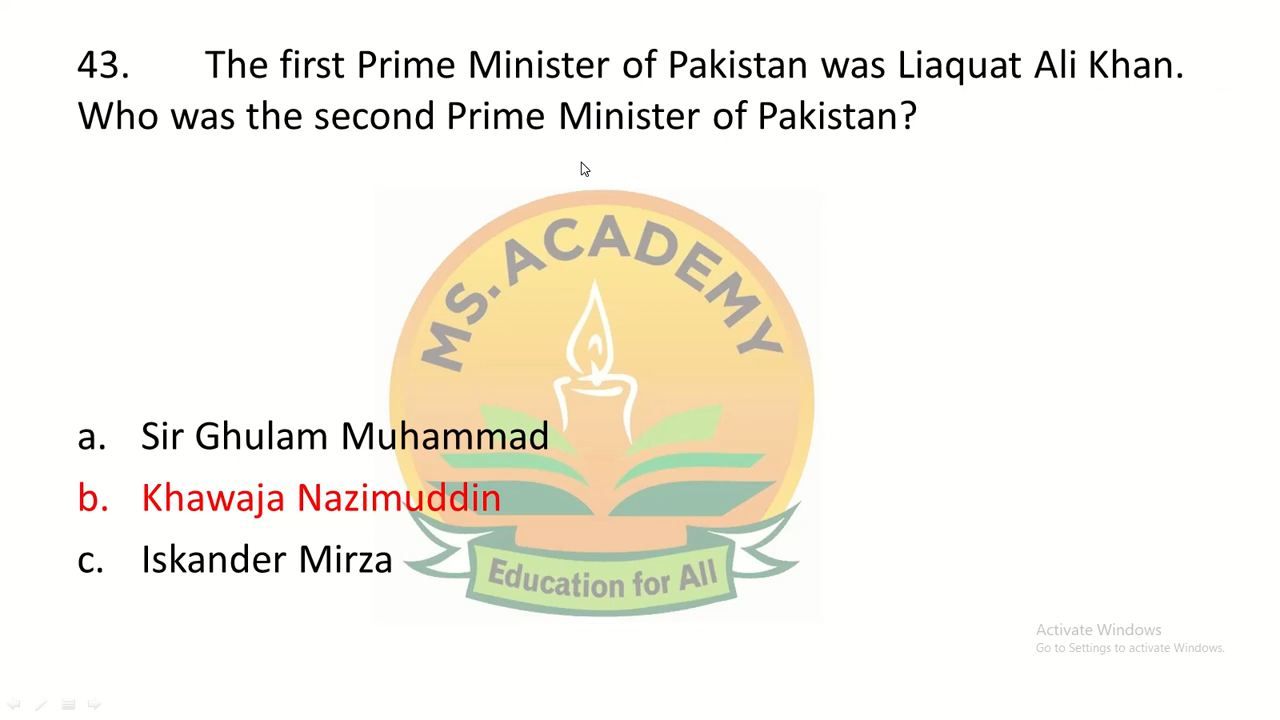 43. The first Prime Minister of Pakistan was Liaquat Ali Khan.
Who was the second Prime Minister of Pakistan?
MS. ACADEMY
a. Sir Ghulam Muhammad
b. Khawaja Nazimuddin
c. Iskander Mirza
Education for All
Activate Windows
Go to Settings to activate Windows.